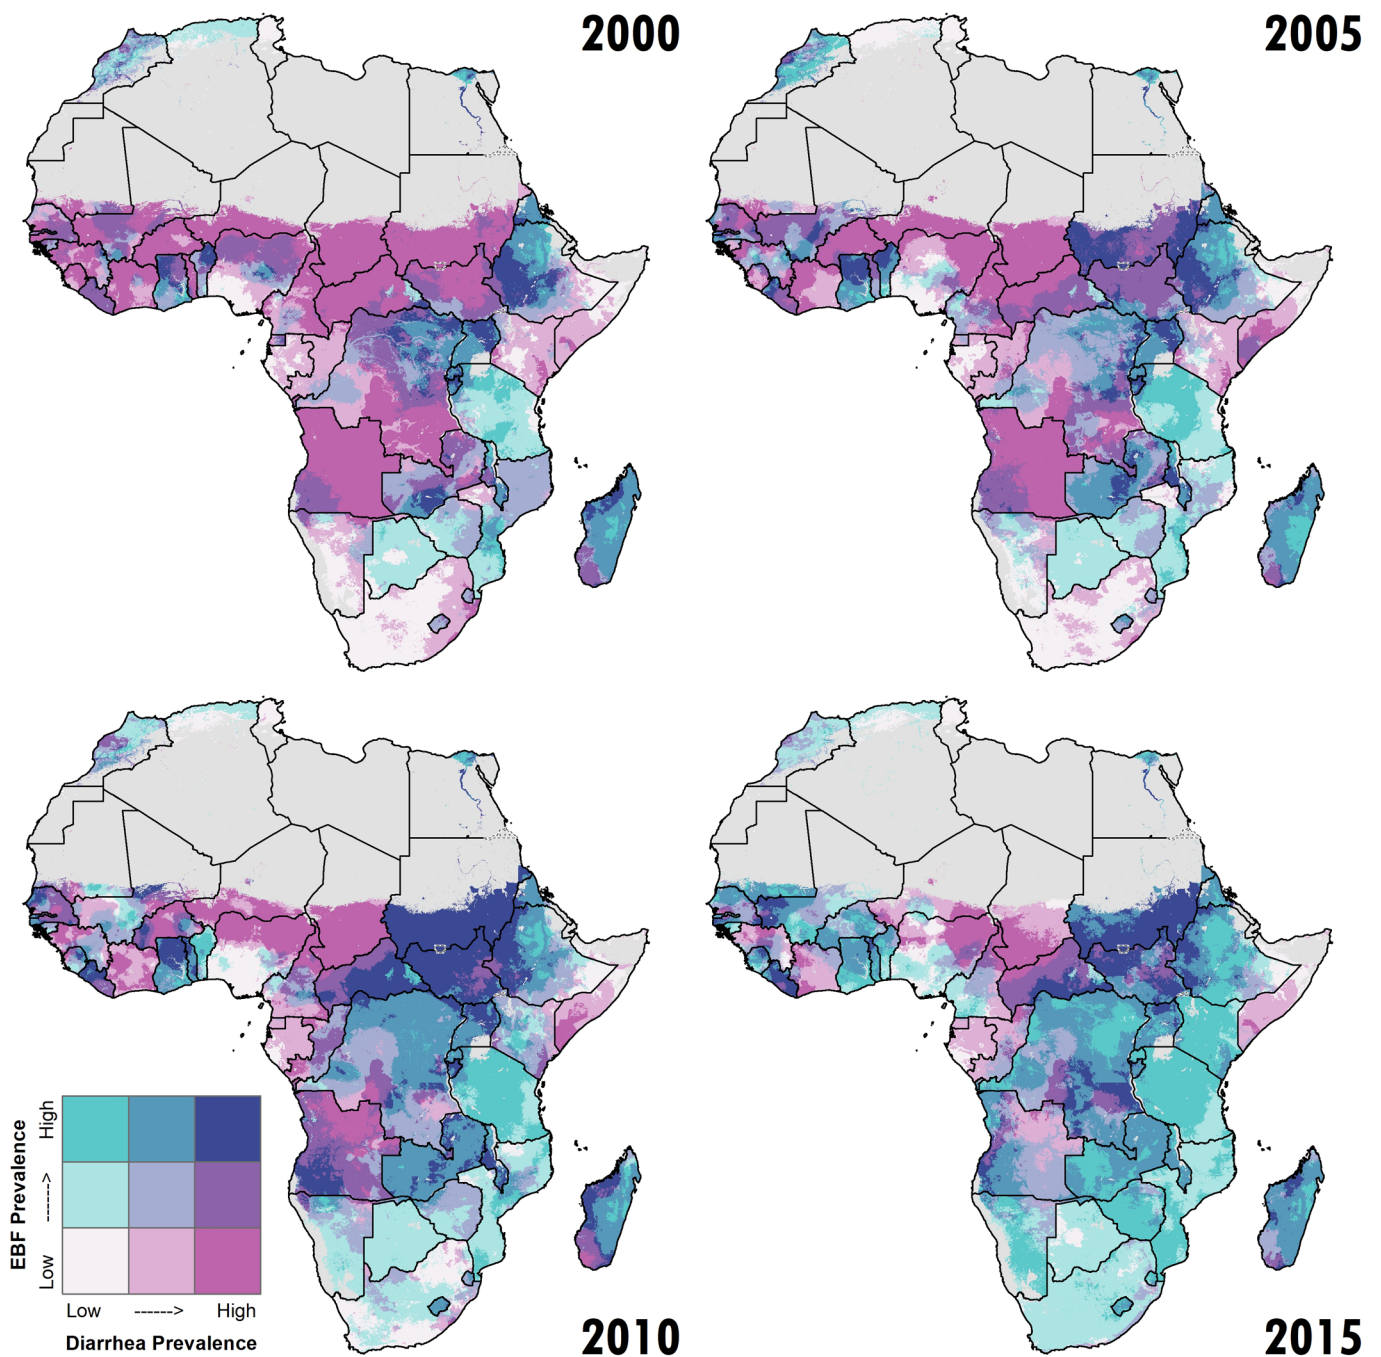 2000
2005
EBF Prevalence
High
------>
Low
Low
------>
High
Diarrhea Prevalence
2010
2015